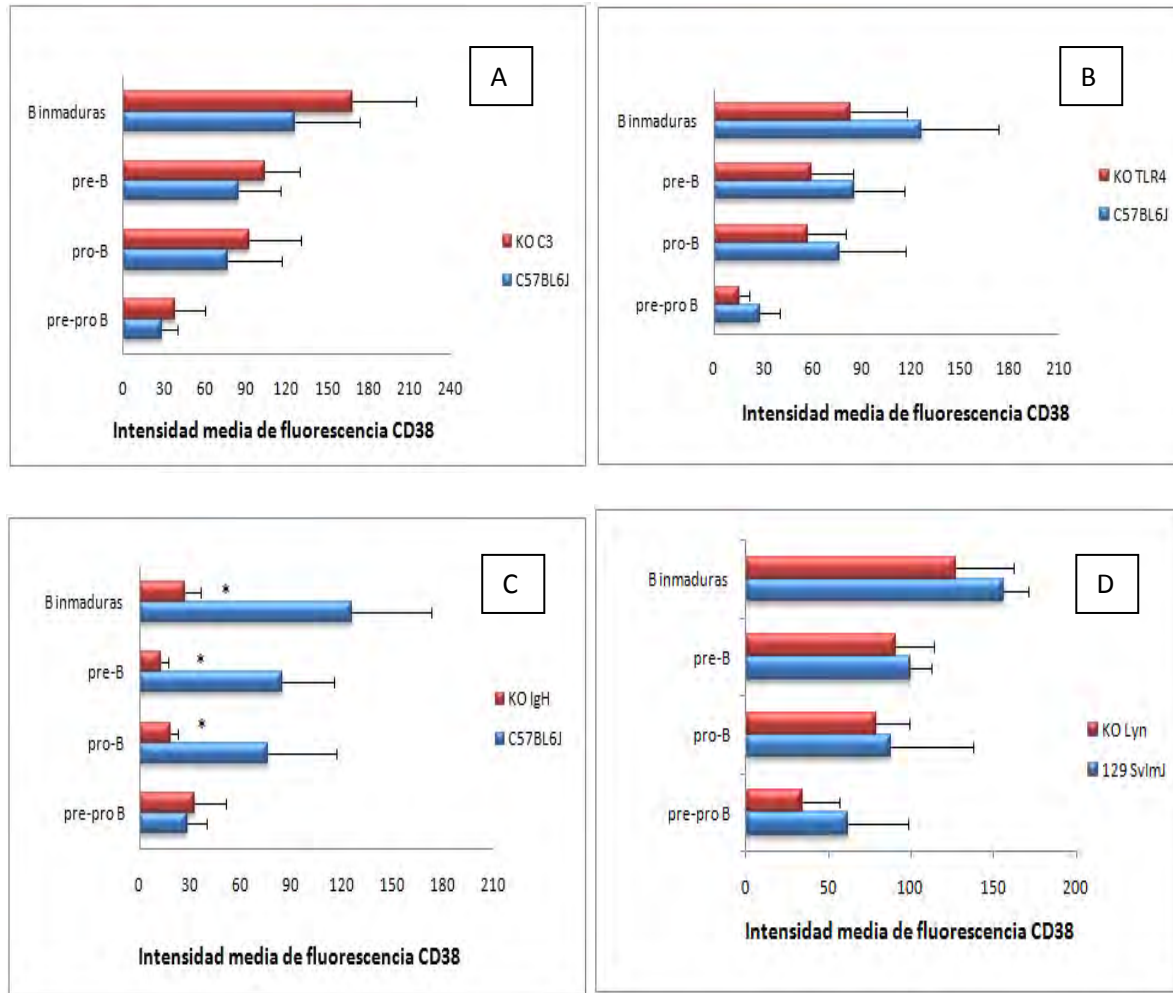 A
B inmaduras
pre-B
pro-B
pre-pro B
KO C3
C57BL6J
0 30 60 90 120 150 180 210 240
Intensidad media de fluorescencia CD38
B
B inmaduras
pre-B
pro-B
pre-pro B
KO TLR4
C57BL6J
0 30 60 90 120 150 180 210
Intensidad media de fluorescencia CD38
C
B inmaduras
*
pre-B
*
pro-B
*
pre-pro B
KO IgH
C57BL6J
0 30 60 90 120 150 180 210
Intensidad media de fluorescencia CD38
D
B inmaduras
pre-B
pro-B
pre-pro B
KO Lyn
129 SvImJ
0 50 100 150 200
Intensidad media de fluorescencia CD38